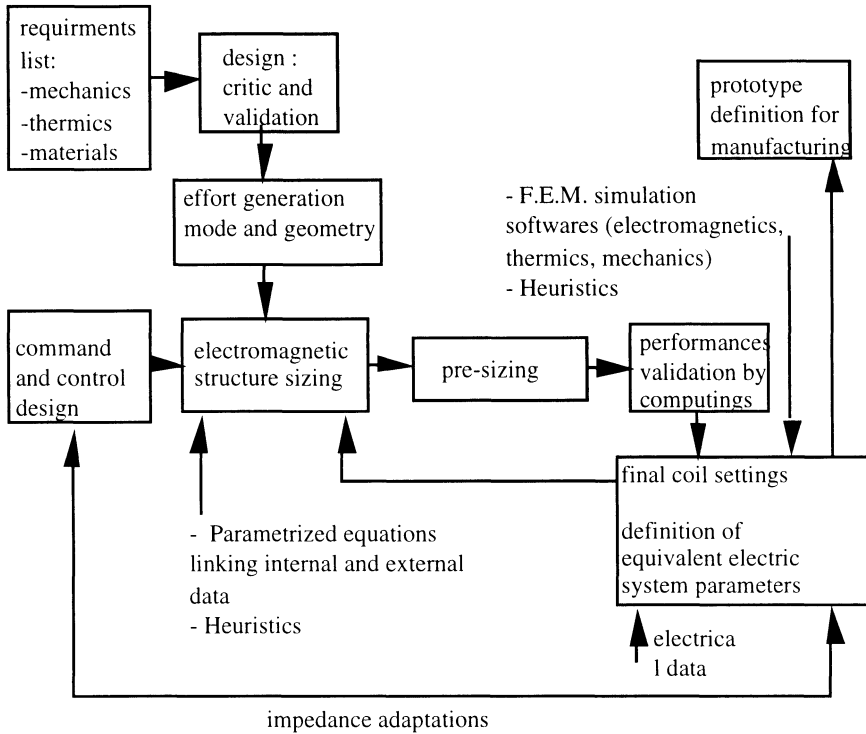 requirments
list:
-mechanics
-thermics
-materials
design :
critic and
validation
prototype
definition for
manufacturing
effort generation
mode and geometry
- F.E.M. simulation
softwares (electromagnetics,
thermics, mechanics)
- Heuristics
command
and control
design
electromagnetic
structure sizing
pre-sizing
performances
validation by
computings
final coil settings
definition of
equivalent electric
system parameters
- Parametrized equations
linking internal and external
data
- Heuristics
electrica
l data
impedance adaptations